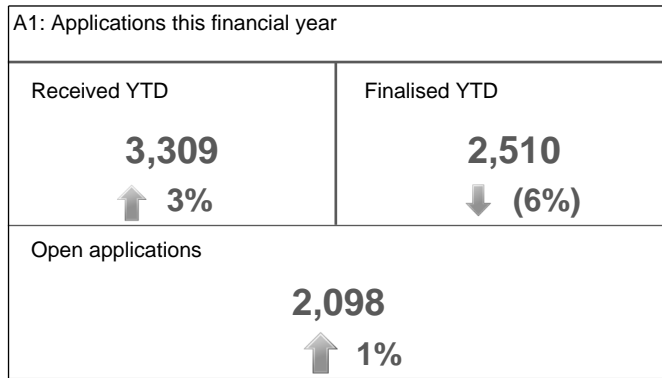 A1: Applications this financial year
Received YTD
3,309
3%
Finalised YTD
2,510
(6%)
Open applications
2,098
1%